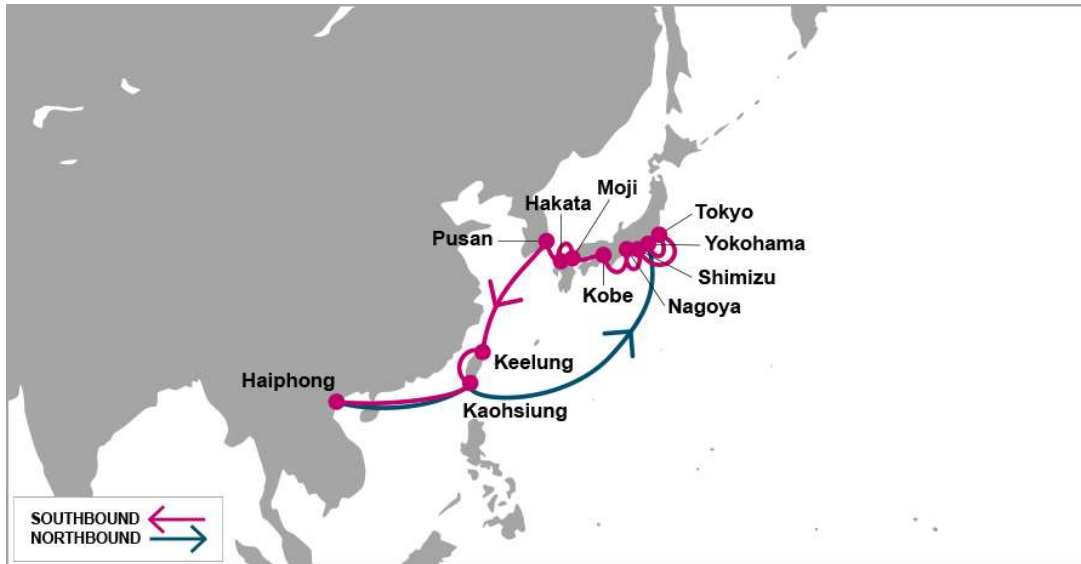 Moji
Hakata
Tokyo
Pusan
Yokohama
Shimizu
Kobe
Nagoya
Keelung
Haiphong
Kaohsiung
SOUTHBOUND
NORTHBOUND